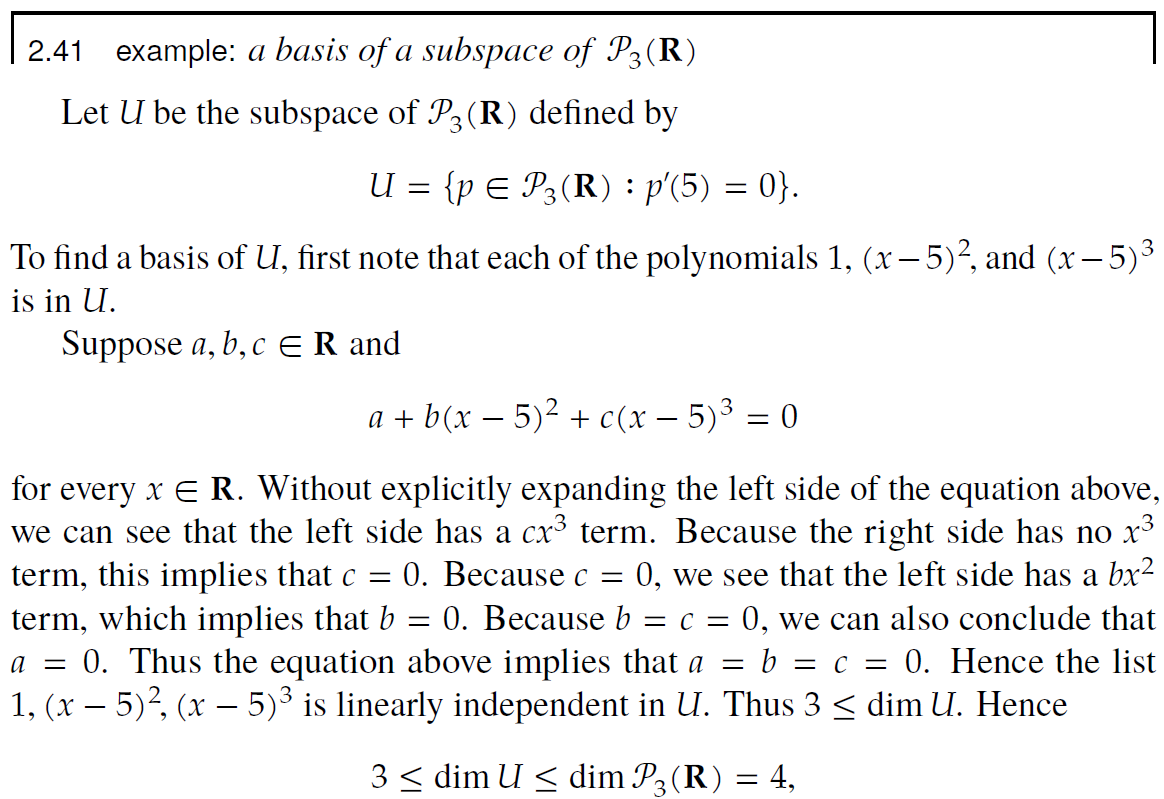 2.41 example: a basis of a subspace of 𝒫₃(𝐑)
Let U be the subspace of 𝒫₃(𝐑) defined by
U = {p ∈ 𝒫₃(𝐑) : p′(5) = 0}.
To find a basis of U, first note that each of the polynomials 1, (x − 5)², and (x − 5)³
is in U.
Suppose a, b, c ∈ 𝐑 and
a + b(x − 5)² + c(x − 5)³ = 0
for every x ∈ 𝐑. Without explicitly expanding the left side of the equation above,
we can see that the left side has a cx³ term. Because the right side has no x³
term, this implies that c = 0. Because c = 0, we see that the left side has a bx²
term, which implies that b = 0. Because b = c = 0, we can also conclude that
a = 0. Thus the equation above implies that a = b = c = 0. Hence the list
1, (x − 5)², (x − 5)³ is linearly independent in U. Thus 3 ≤ dim U. Hence
3 ≤ dim U ≤ dim 𝒫₃(𝐑) = 4,